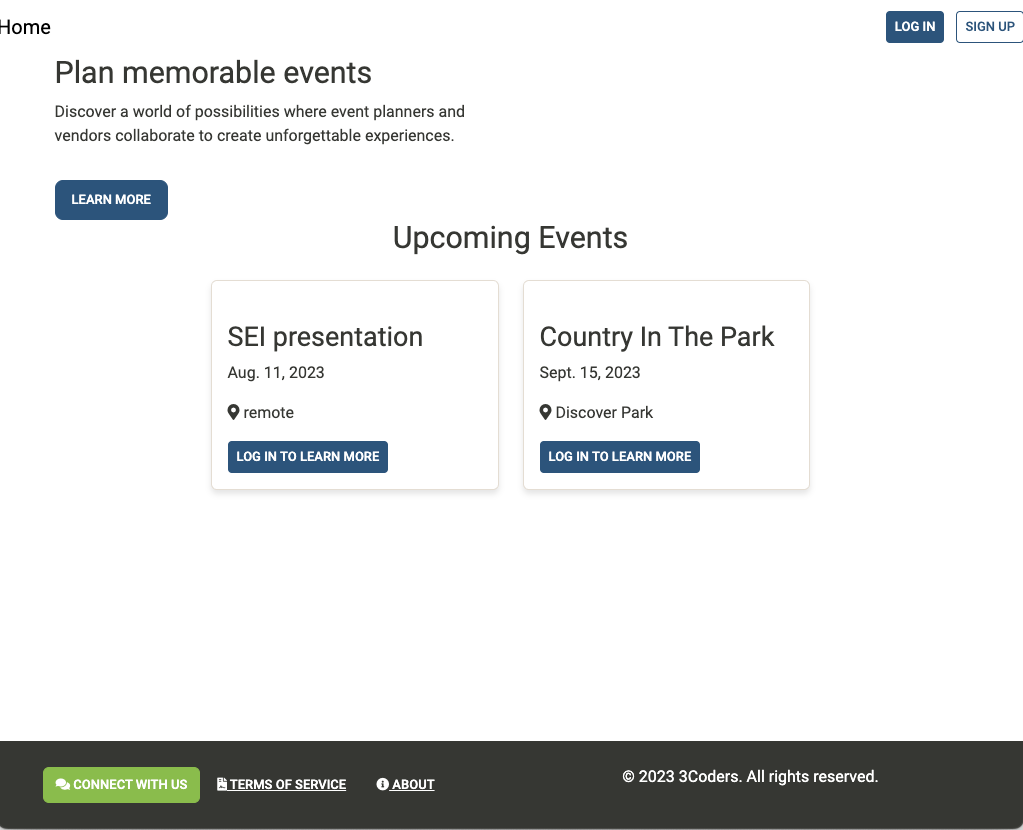 Home
LOG IN
SIGN UP
Plan memorable events
Discover a world of possibilities where event planners and
vendors collaborate to create unforgettable experiences.
LEARN MORE
Upcoming Events
SEI presentation
Aug. 11, 2023
remote
LOG IN TO LEARN MORE
Country In The Park
Sept. 15, 2023
Discover Park
LOG IN TO LEARN MORE
CONNECT WITH US
TERMS OF SERVICE
ABOUT
© 2023 3Coders. All rights reserved.